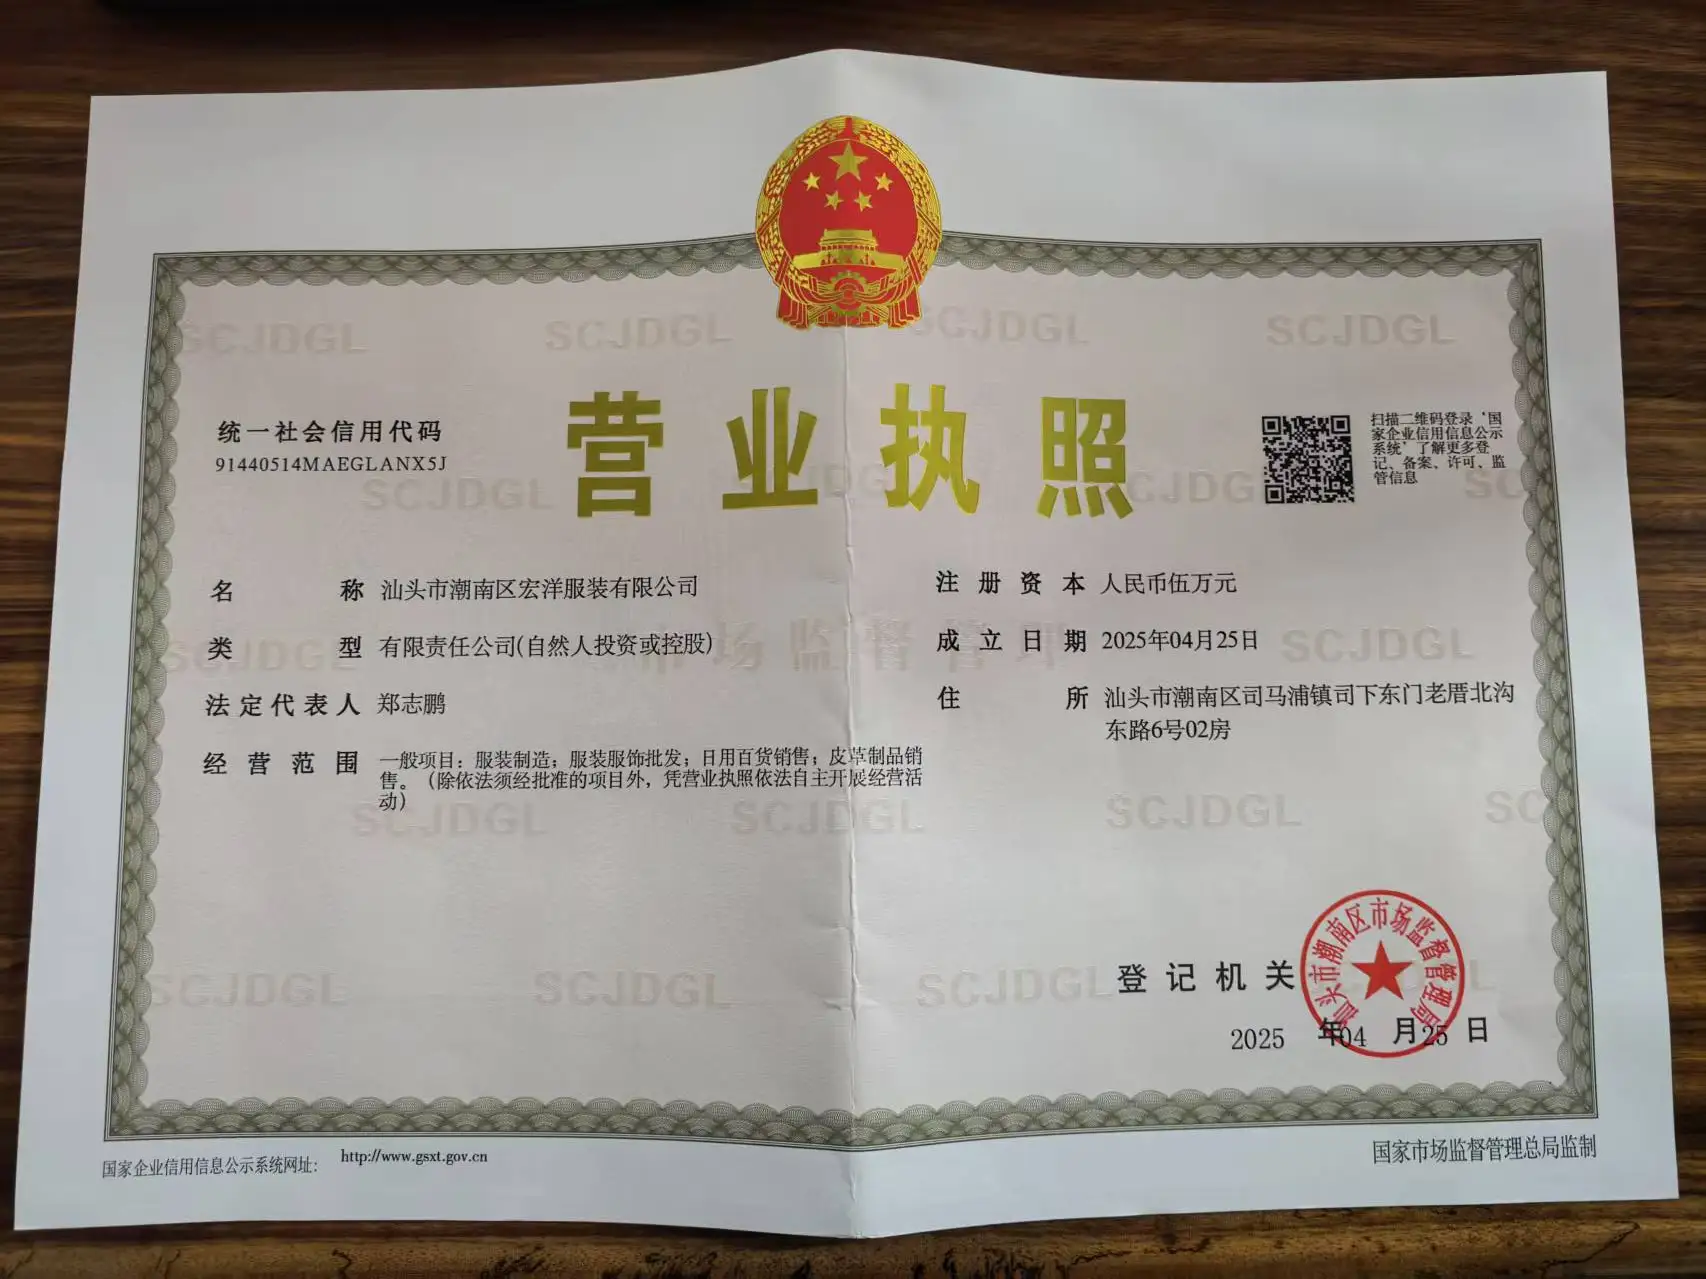 营业执照
统一社会信用代码
91440514MAEGLANX5J
扫描二维码登录‘国
家企业信用信息公示
系统’了解更多登
记、备案、许可、监
管信息
名 称 汕头市潮南区宏洋服装有限公司
类 型 有限责任公司(自然人投资或控股)
法定代表人 郑志鹏
经营范围 一般项目：服装制造；服装服饰批发；日用百货销售；皮革制品销
售。（除依法须经批准的项目外，凭营业执照依法自主开展经营活
动）
注册资本 人民币伍万元
成立日期 2025年04月25日
住 所 汕头市潮南区司马浦镇司下东门老厝北沟
东路6号02房
登记机关
汕头市潮南区市场监督管理局
2025 年04 月25 日
国家企业信用信息公示系统网址：
http://www.gsxt.gov.cn
国家市场监督管理总局监制
SCJDGL
市场监督管理